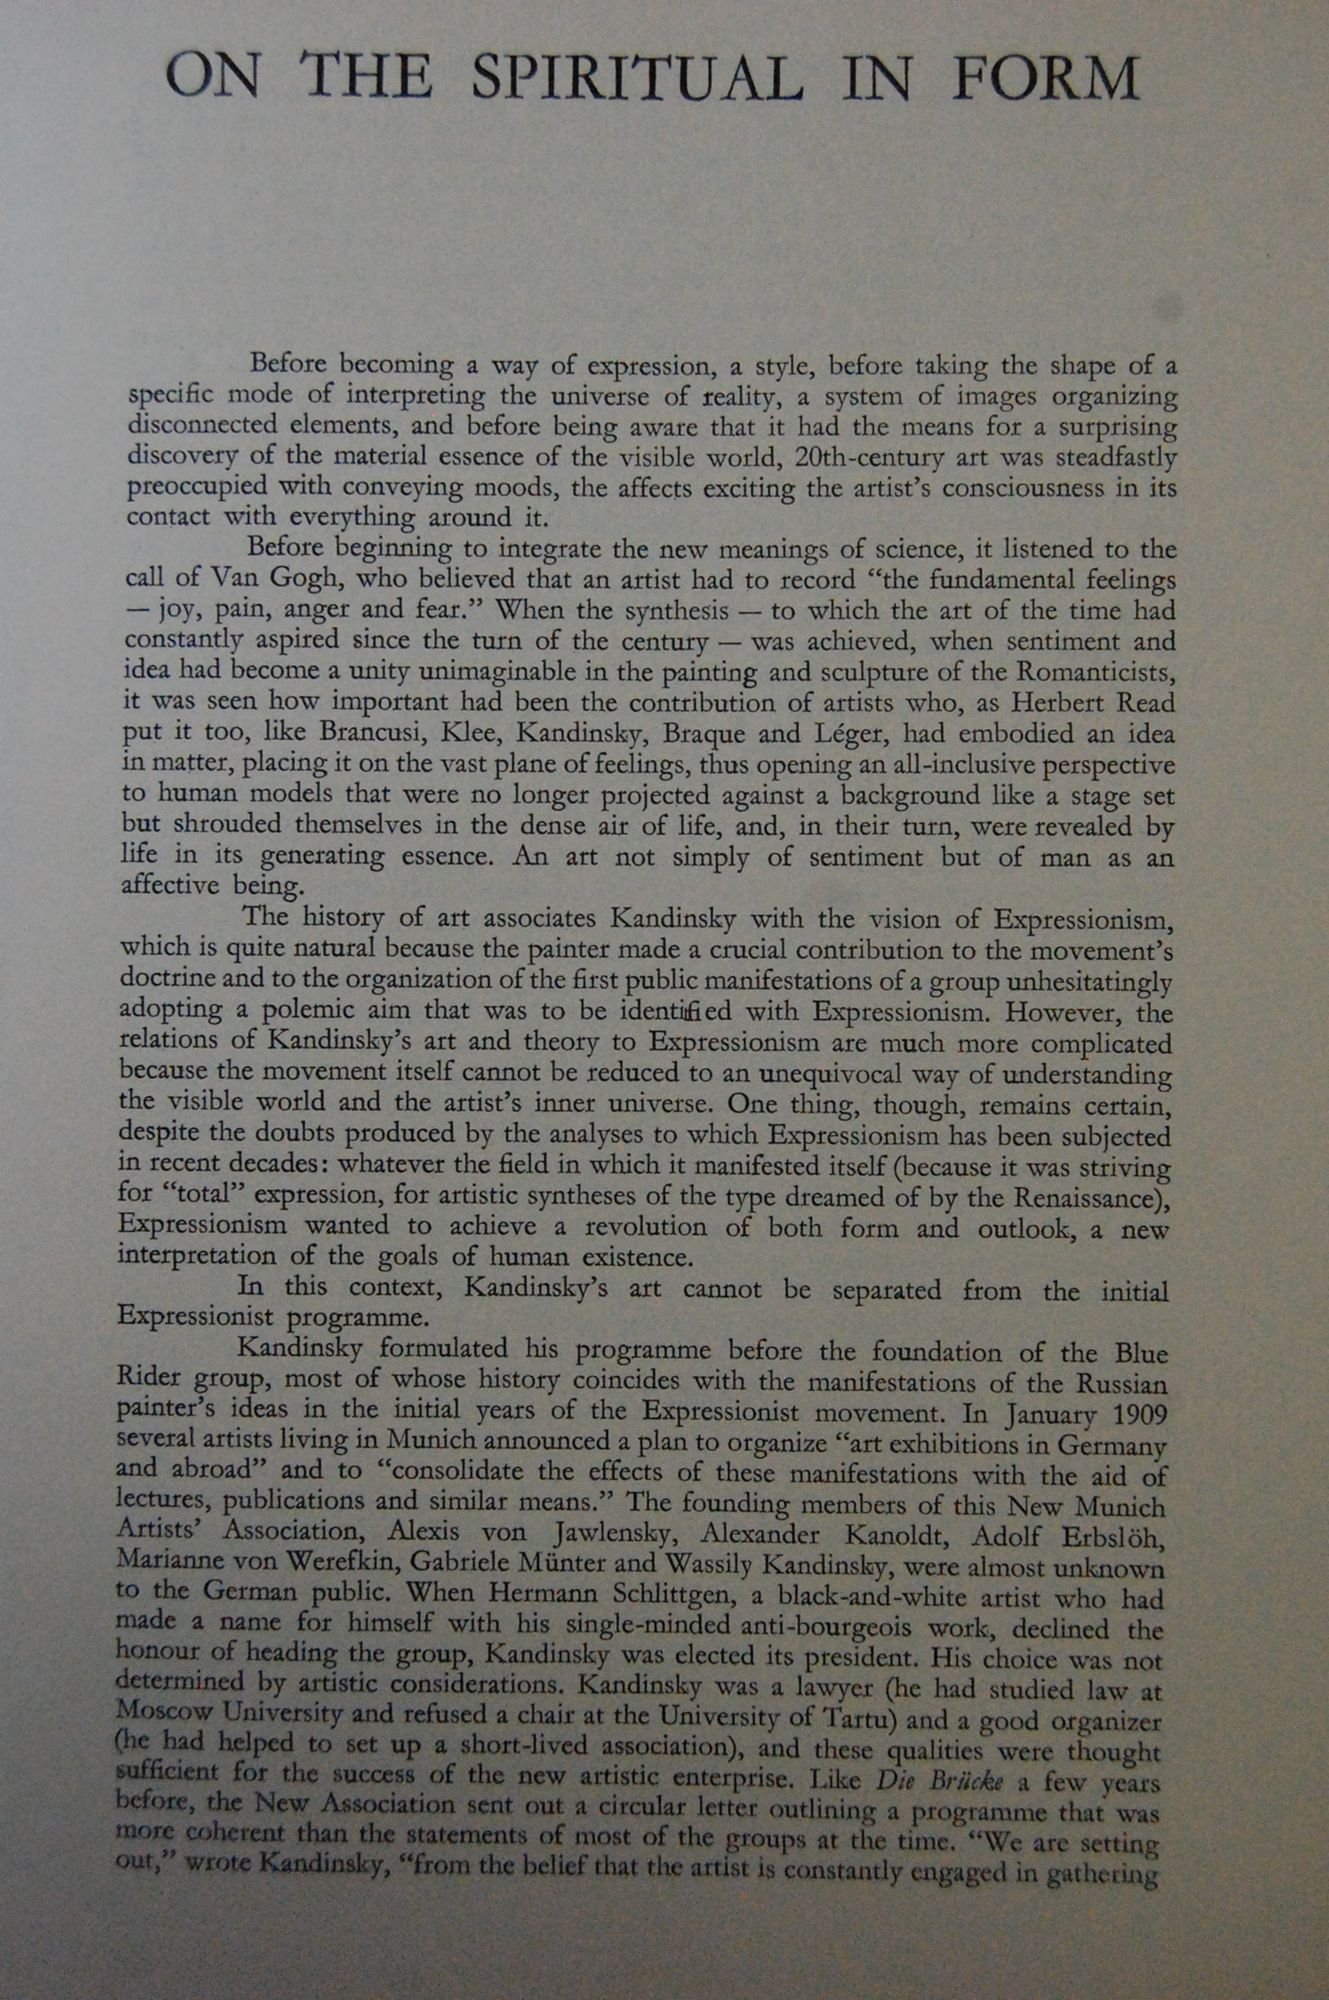 ON THE SPIRITUAL IN FORM
Before becoming a way of expression, a style, before taking the shape of a
specific mode of interpreting the universe of reality, a system of images organizing
disconnected elements, and before being aware that it had the means for a surprising
discovery of the material essence of the visible world, 20th-century art was steadfastly
preoccupied with conveying moods, the affects exciting the artist's consciousness in its
contact with everything around it.
Before beginning to integrate the new meanings of science, it listened to the
call of Van Gogh, who believed that an artist had to record “the fundamental feelings
— joy, pain, anger and fear.” When the synthesis — to which the art of the time had
constantly aspired since the turn of the century — was achieved, when sentiment and
idea had become a unity unimaginable in the painting and sculpture of the Romanticists,
it was seen how important had been the contribution of artists who, as Herbert Read
put it too, like Brancusi, Klee, Kandinsky, Braque and Léger, had embodied an idea
in matter, placing it on the vast plane of feelings, thus opening an all-inclusive perspective
to human models that were no longer projected against a background like a stage set
but shrouded themselves in the dense air of life, and, in their turn, were revealed by
life in its generating essence. An art not simply of sentiment but of man as an
affective being.
The history of art associates Kandinsky with the vision of Expressionism,
which is quite natural because the painter made a crucial contribution to the movement's
doctrine and to the organization of the first public manifestations of a group unhesitatingly
adopting a polemic aim that was to be identified with Expressionism. However, the
relations of Kandinsky's art and theory to Expressionism are much more complicated
because the movement itself cannot be reduced to an unequivocal way of understanding
the visible world and the artist's inner universe. One thing, though, remains certain,
despite the doubts produced by the analyses to which Expressionism has been subjected
in recent decades: whatever the field in which it manifested itself (because it was striving
for “total” expression, for artistic syntheses of the type dreamed of by the Renaissance),
Expressionism wanted to achieve a revolution of both form and outlook, a new
interpretation of the goals of human existence.
In this context, Kandinsky's art cannot be separated from the initial
Expressionist programme.
Kandinsky formulated his programme before the foundation of the Blue
Rider group, most of whose history coincides with the manifestations of the Russian
painter's ideas in the initial years of the Expressionist movement. In January 1909
several artists living in Munich announced a plan to organize “art exhibitions in Germany
and abroad” and to “consolidate the effects of these manifestations with the aid of
lectures, publications and similar means.” The founding members of this New Munich
Artists' Association, Alexis von Jawlensky, Alexander Kanoldt, Adolf Erbslöh,
Marianne von Werefkin, Gabriele Münter and Wassily Kandinsky, were almost unknown
to the German public. When Hermann Schlittgen, a black-and-white artist who had
made a name for himself with his single-minded anti-bourgeois work, declined the
honour of heading the group, Kandinsky was elected its president. His choice was not
determined by artistic considerations. Kandinsky was a lawyer (he had studied law at
Moscow University and refused a chair at the University of Tartu) and a good organizer
(he had helped to set up a short-lived association), and these qualities were thought
sufficient for the success of the new artistic enterprise. Like Die Brücke a few years
before, the New Association sent out a circular letter outlining a programme that was
more coherent than the statements of most of the groups at the time. “We are setting
out,” wrote Kandinsky, “from the belief that the artist is constantly engaged in gathering